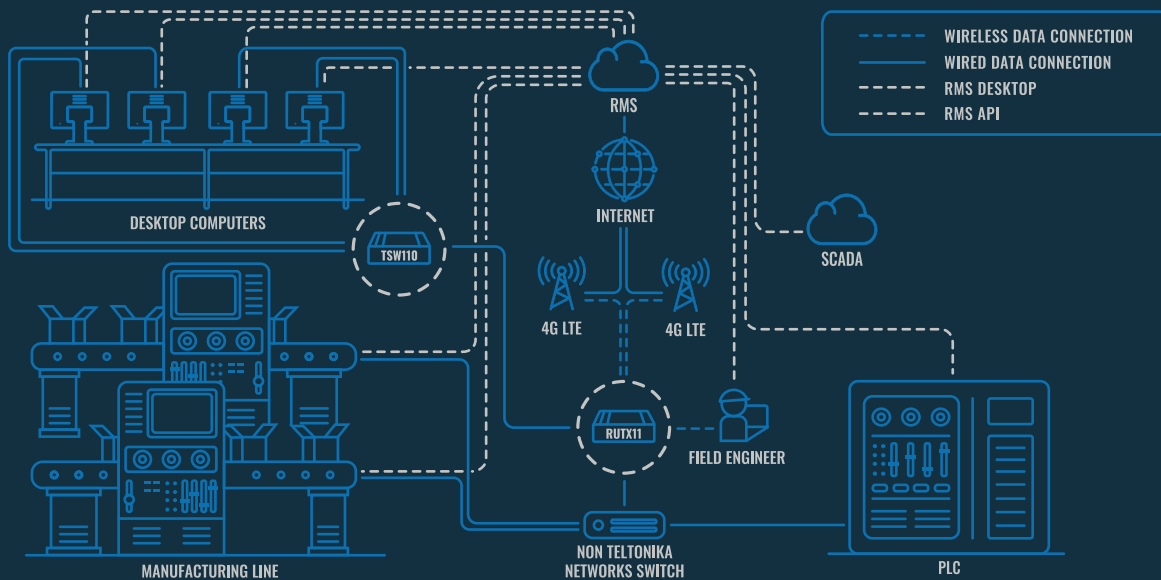 WIRELESS DATA CONNECTION
WIRED DATA CONNECTION
RMS DESKTOP
RMS API
RMS
INTERNET
DESKTOP COMPUTERS
TSW110
SCADA
4G LTE
4G LTE
RUTX11
FIELD ENGINEER
NON TELTONIKA
NETWORKS SWITCH
MANUFACTURING LINE
PLC